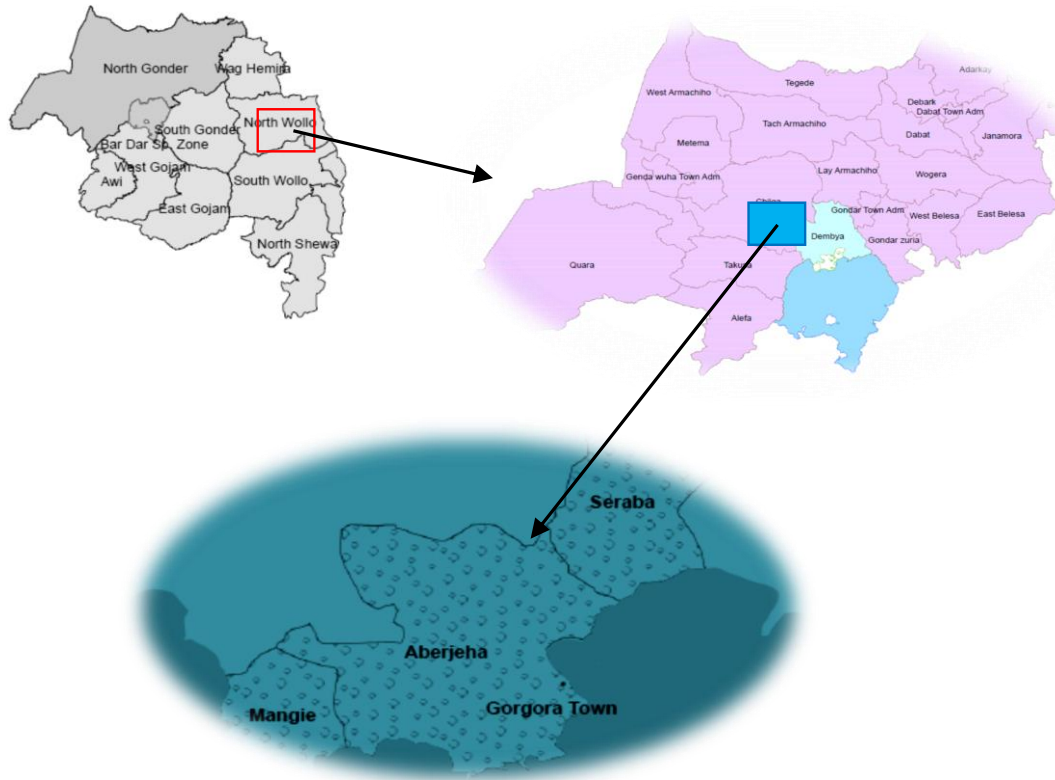 North Gonder
Wag Hemira
North Wollo
South Gonder
Bar Dar Sp. Zone
West Gojam
Awi
South Wollo
East Gojam
North Shewa
Adarkay
Tegede
West Armachiho
Debark
Dabat Town Adm
Tach Armachiho
Dabat
Janamora
Metema
Lay Armachiho
Wogera
Genda wuha Town Adm
Gondar Town Adm
West Belesa
East Belesa
Dembya
Gondar zuria
Quara
Takusa
Alefa
Seraba
Aberjeha
Mangie
Gorgora Town